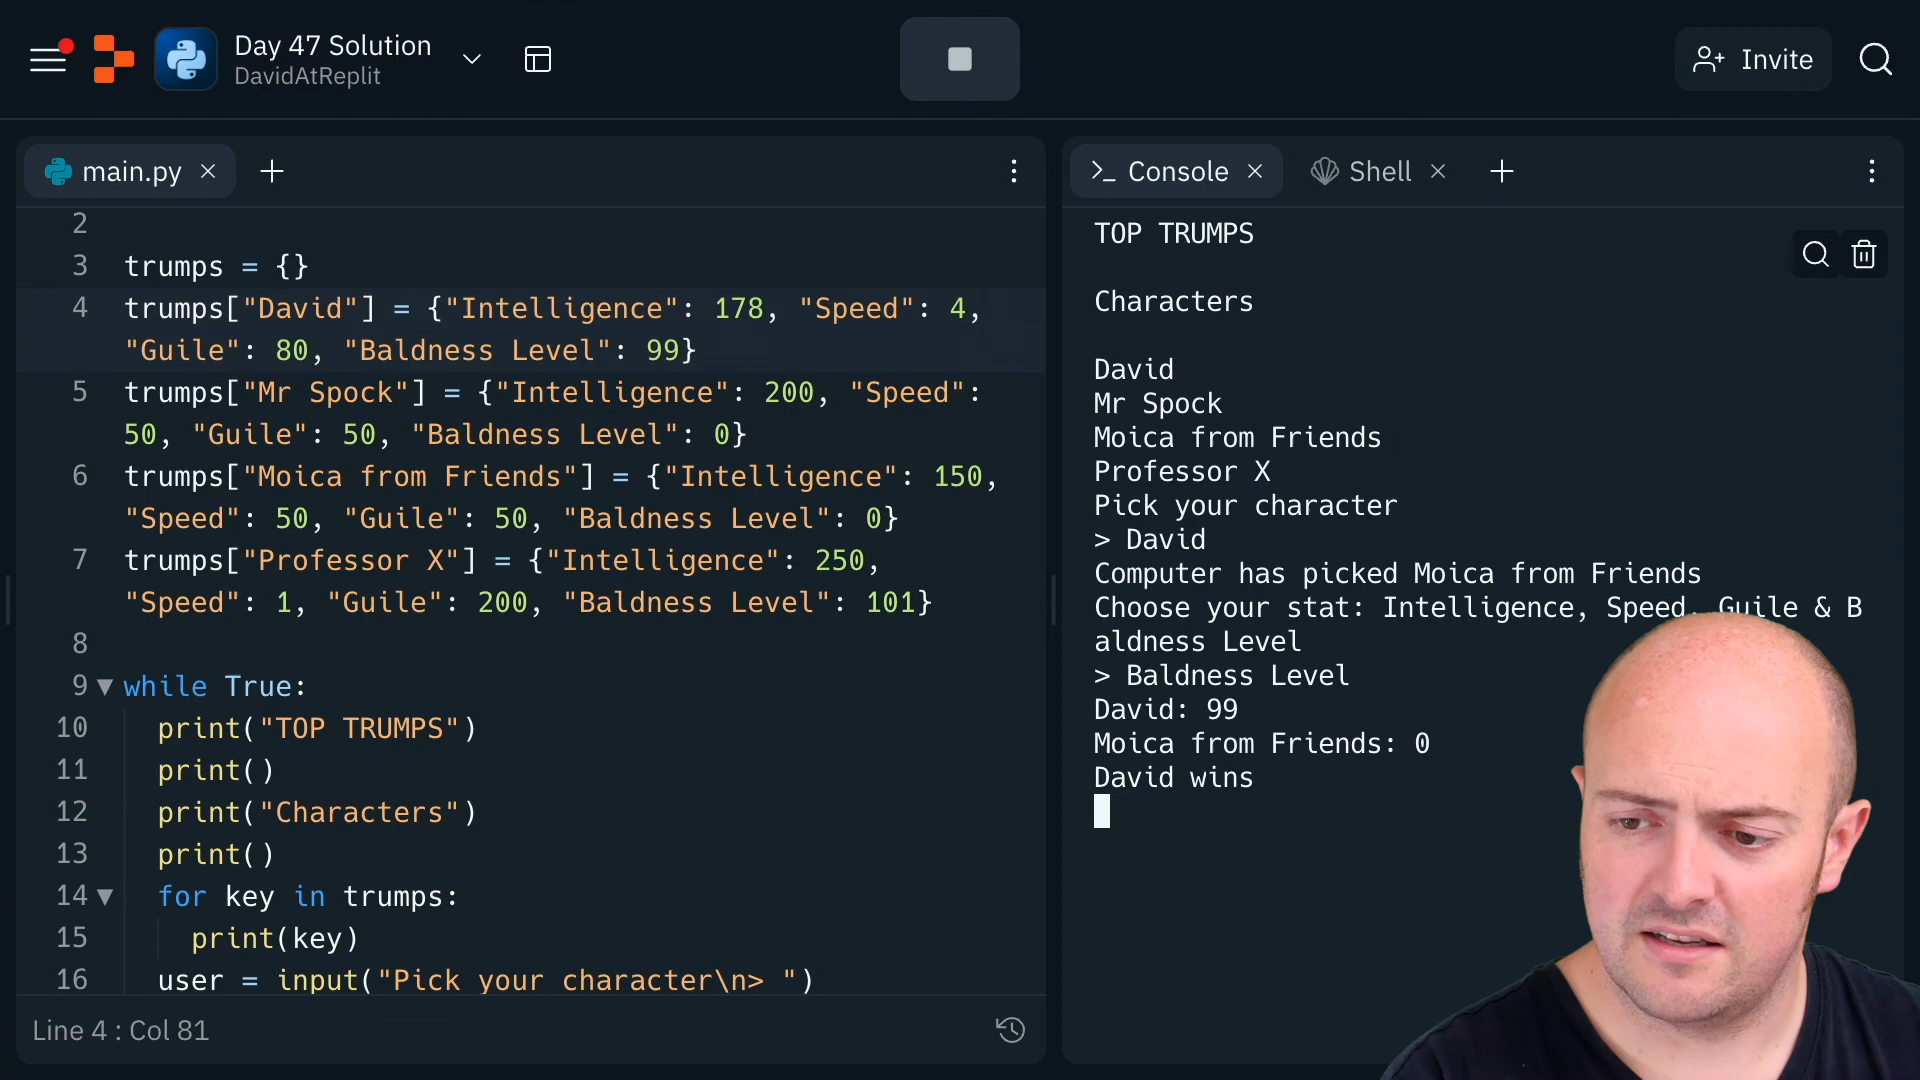 Day 47 Solution
DavidAtReplit
Invite
main.py
2
3 trumps = {}
4 trumps["David"] = {"Intelligence": 178, "Speed": 4,
"Guile": 80, "Baldness Level": 99}
5 trumps["Mr Spock"] = {"Intelligence": 200, "Speed":
50, "Guile": 50, "Baldness Level": 0}
6 trumps["Moica from Friends"] = {"Intelligence": 150,
"Speed": 50, "Guile": 50, "Baldness Level": 0}
7 trumps["Professor X"] = {"Intelligence": 250,
"Speed": 1, "Guile": 200, "Baldness Level": 101}
8
9 while True:
10 print("TOP TRUMPS")
11 print()
12 print("Characters")
13 print()
14 for key in trumps:
15 print(key)
16 user = input("Pick your character\n> ")
Line 4 : Col 81
Console
Shell
TOP TRUMPS
Characters
David
Mr Spock
Moica from Friends
Professor X
Pick your character
> David
Computer has picked Moica from Friends
Choose your stat: Intelligence, Speed, Guile & B
aldness Level
> Baldness Level
David: 99
Moica from Friends: 0
David wins